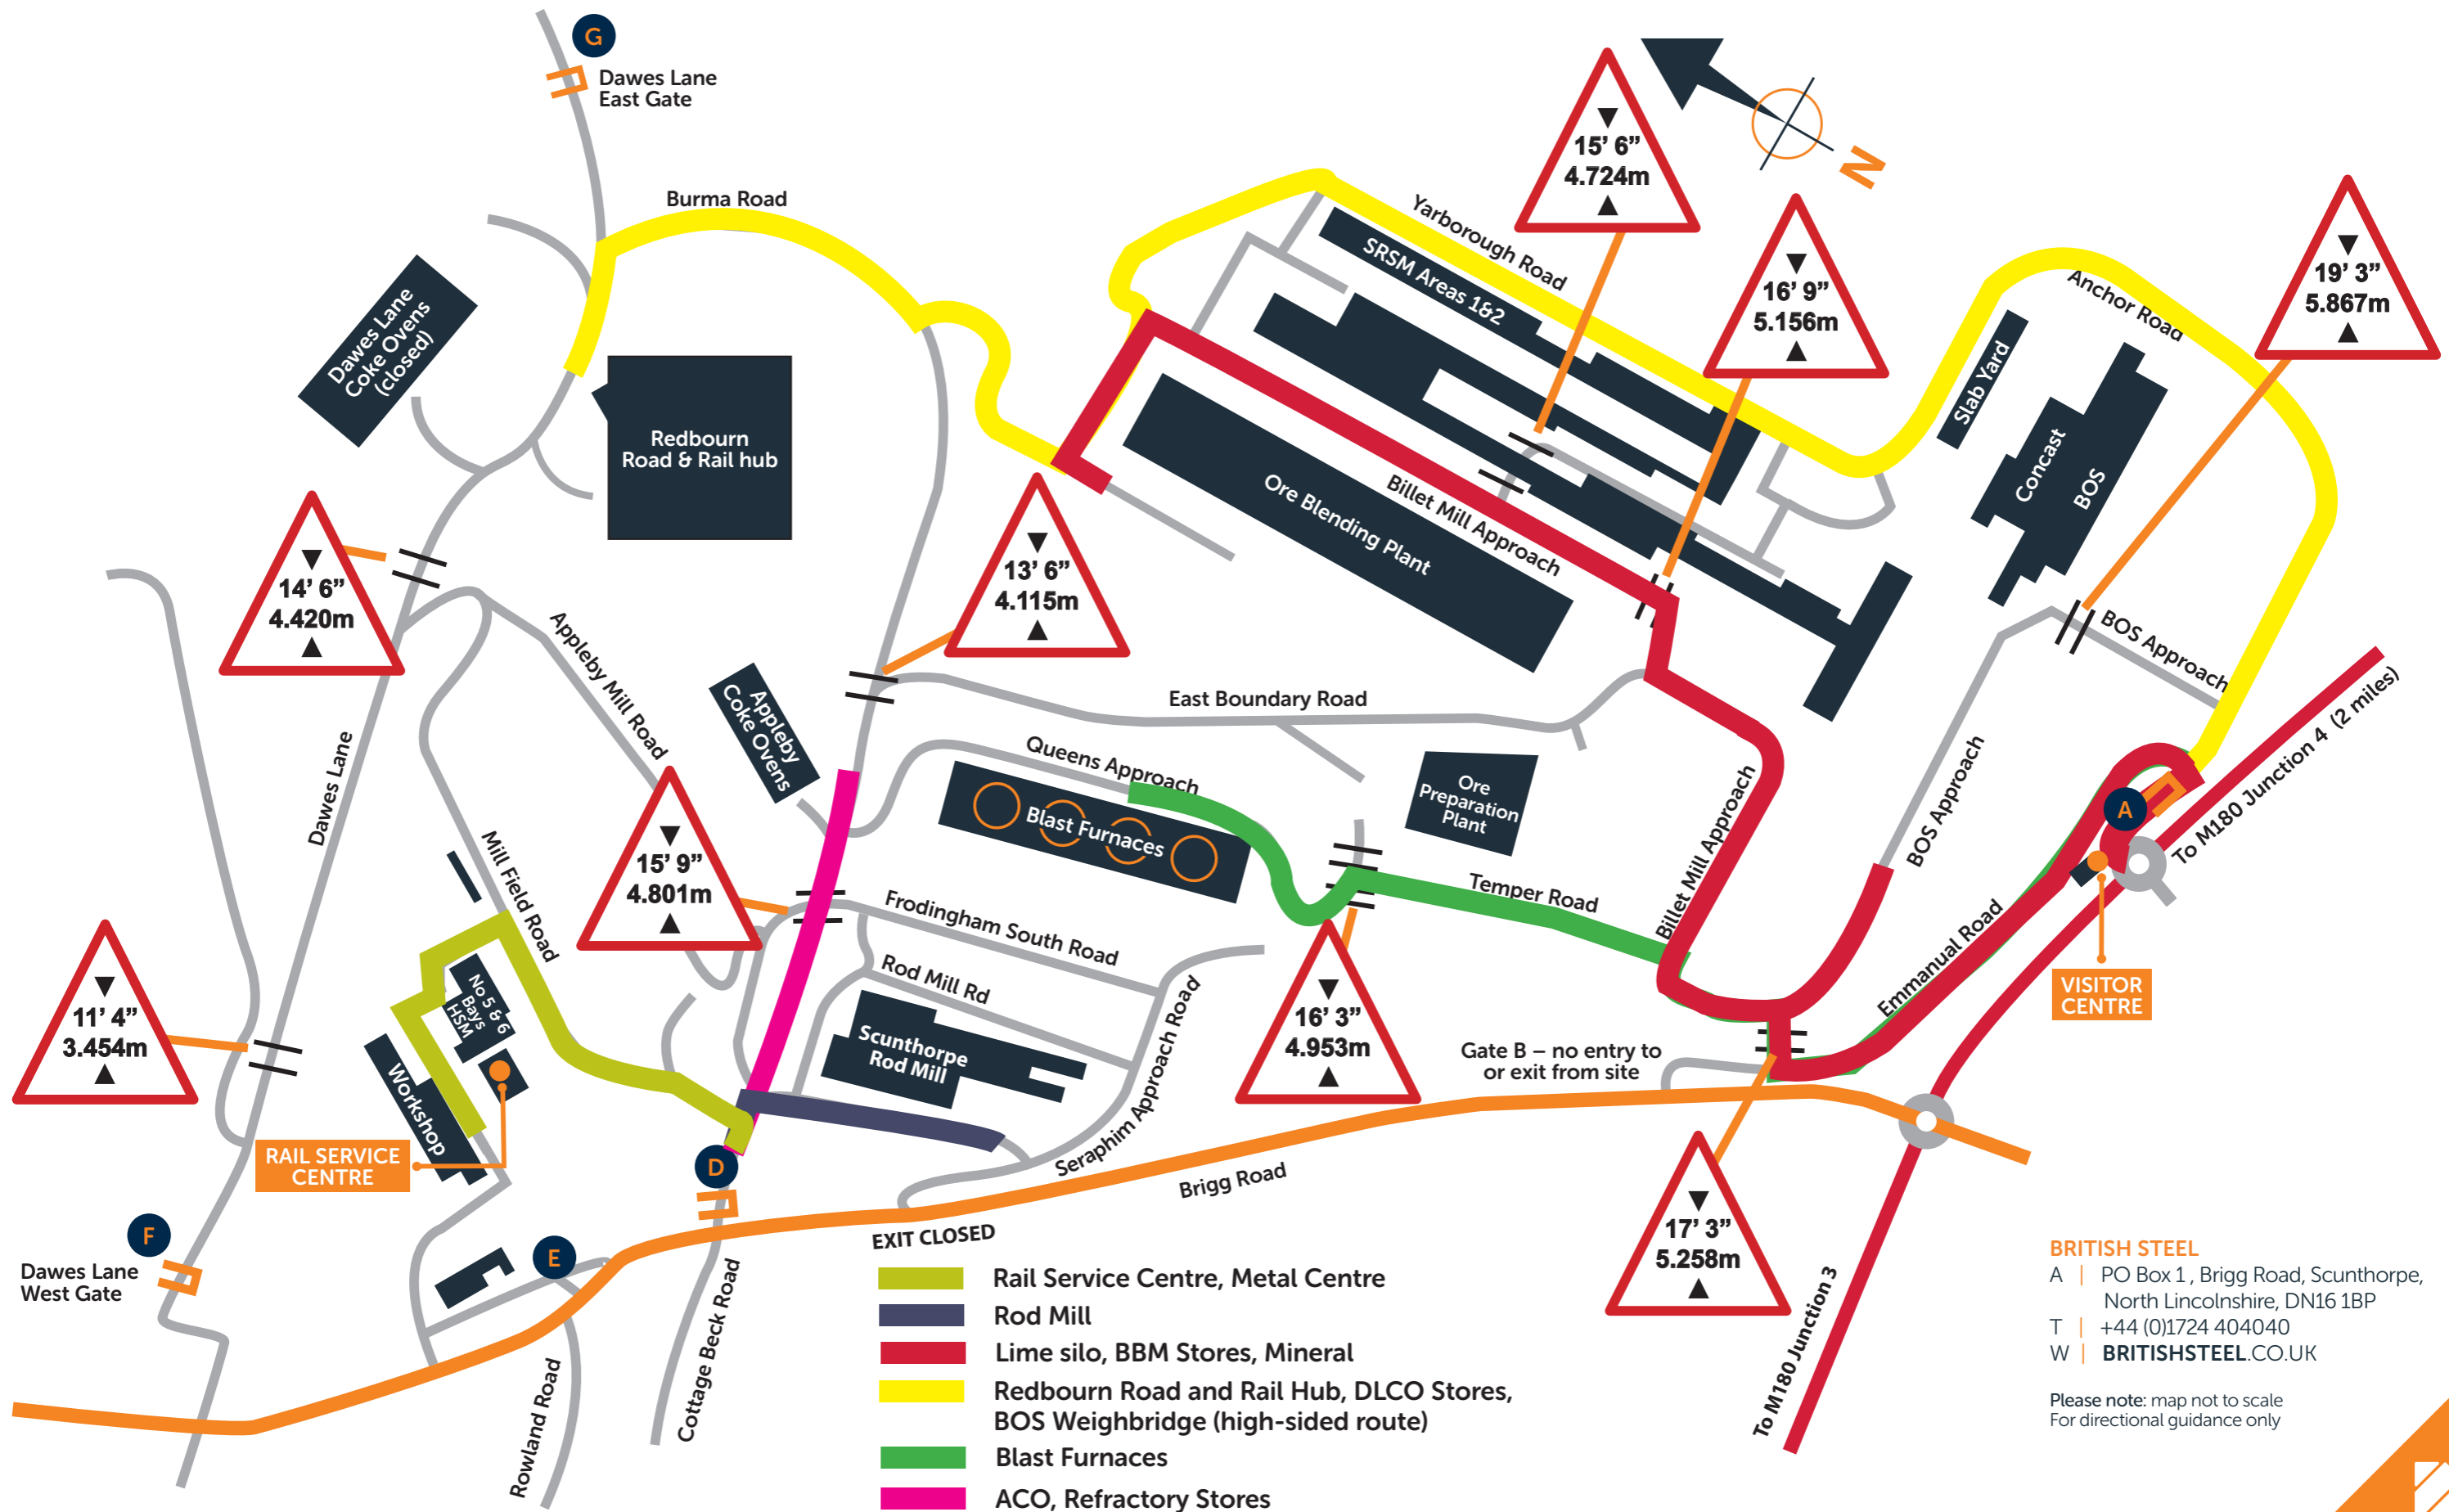 G
Dawes Lane
East Gate
Burma Road
15’ 6”
4.724m
N
16’ 9”
5.156m
19’ 3”
5.867m
Yarborough Road
SRSM Areas 1&2
Anchor Road
Slab Yard
Concast
BOS
Dawes Lane
Coke Ovens
(closed)
Redbourn
Road & Rail hub
Ore Blending Plant
Billet Mill Approach
14’ 6”
4.420m
13’ 6”
4.115m
BOS Approach
Appleby Mill Road
Appleby
Coke Ovens
East Boundary Road
Queens Approach
Blast Furnaces
Ore
Preparation
Plant
Billet Mill Approach
BOS Approach
To M180 Junction 4 (2 miles)
A
Dawes Lane
Mill Field Road
15’ 9”
4.801m
Frodingham South Road
Rod Mill Rd
Temper Road
Emmanual Road
VISITOR
CENTRE
11’ 4”
3.454m
No 5 & 6
Bays
HSM
Workshop
Scunthorpe
Rod Mill
Seraphim Approach Road
16’ 3”
4.953m
Gate B – no entry to
or exit from site
RAIL SERVICE
CENTRE
D
Brigg Road
17’ 3”
5.258m
F
Dawes Lane
West Gate
E
EXIT CLOSED
Cottage Beck Road
Rowland Road
To M180 Junction 3
Rail Service Centre, Metal Centre
Rod Mill
Lime silo, BBM Stores, Mineral
Redbourn Road and Rail Hub, DLCO Stores,
BOS Weighbridge (high-sided route)
Blast Furnaces
ACO, Refractory Stores
BRITISH STEEL
A | PO Box 1 , Brigg Road, Scunthorpe,
North Lincolnshire, DN16 1BP
T | +44 (0)1724 404040
W | BRITISHSTEEL.CO.UK
Please note: map not to scale
For directional guidance only